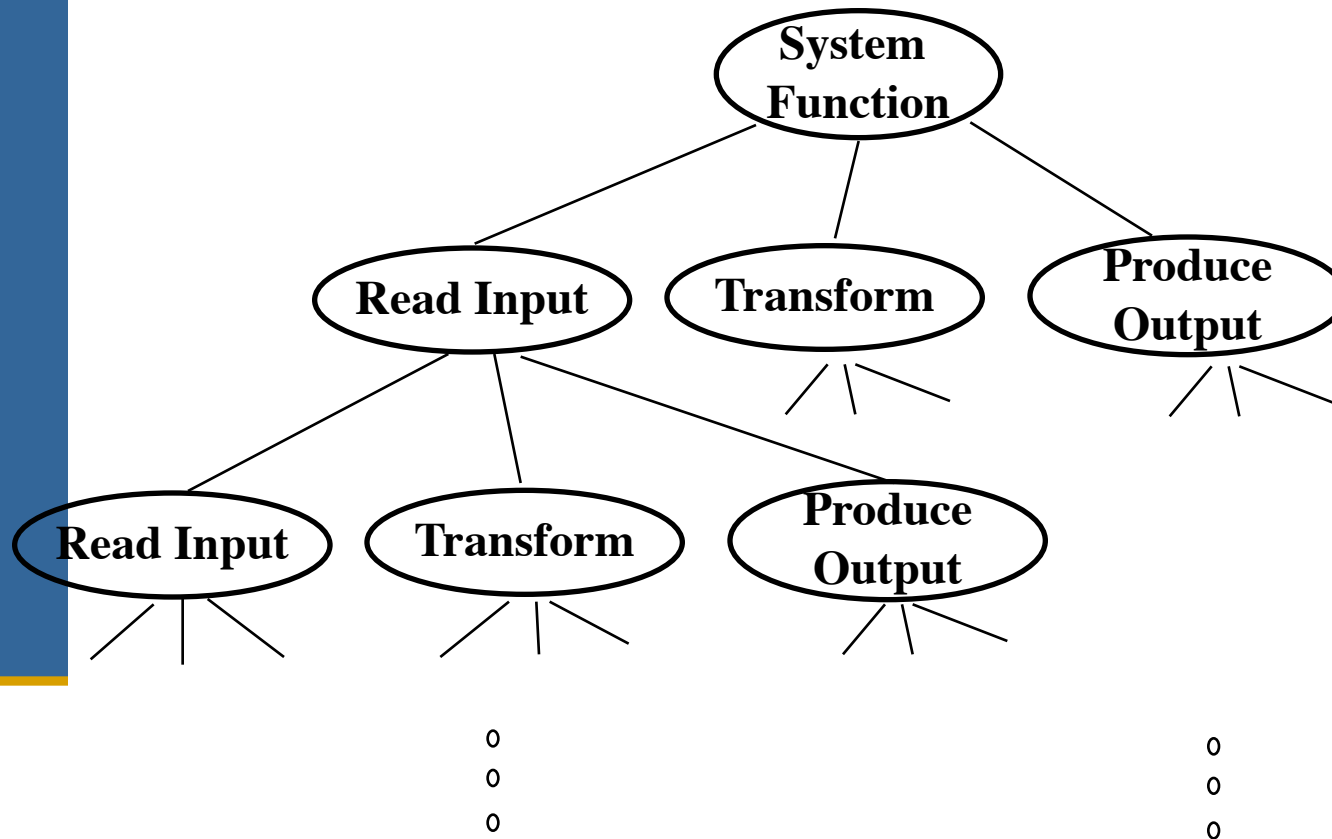 System
Function
Read Input
Transform
Produce
Output
Read Input
Transform
Produce
Output